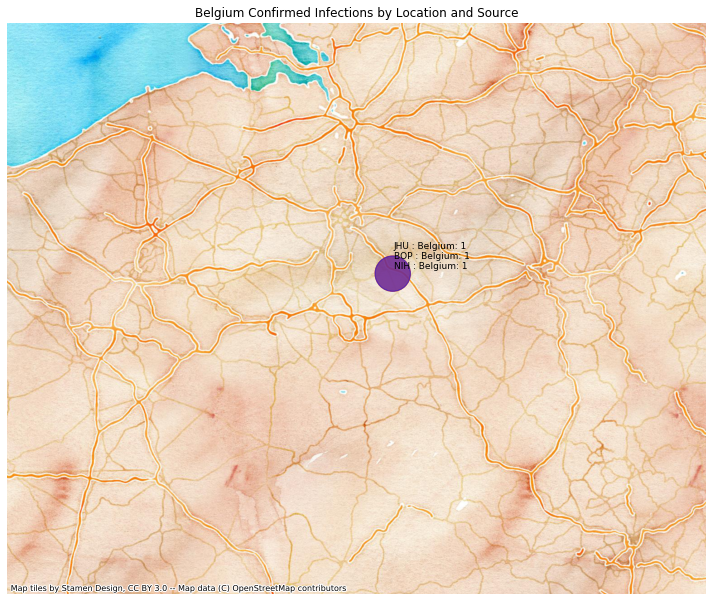 Belgium Confirmed Infections by Location and Source
JHU : Belgium: 1
BOP : Belgium: 1
NIH : Belgium: 1
Map tiles by Stamen Design, CC BY 3.0 -- Map data (C) OpenStreetMap contributors